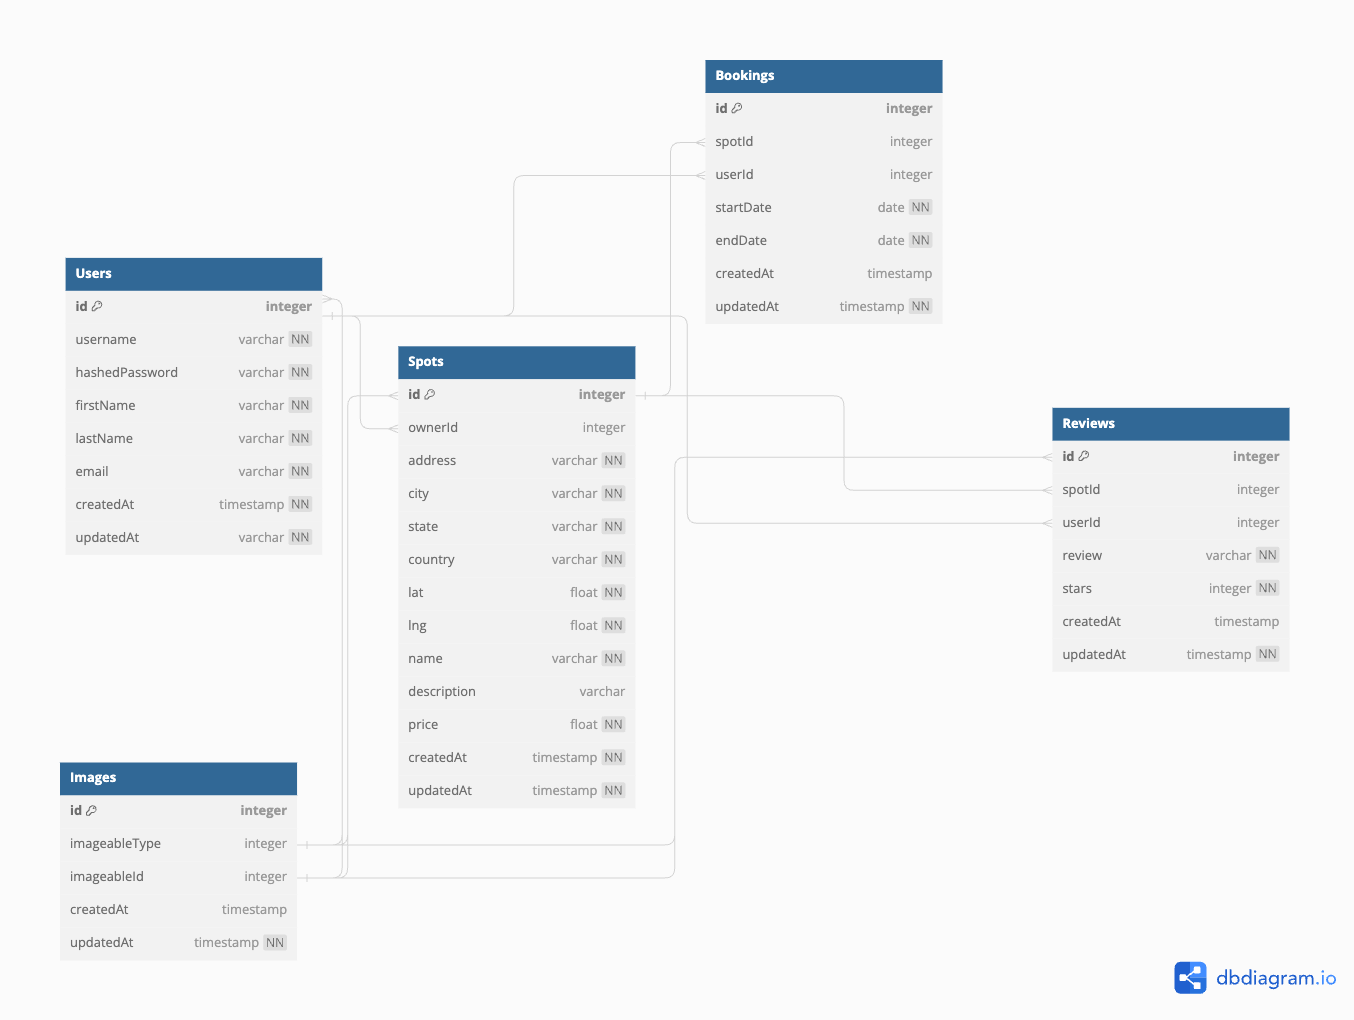 Bookings
id integer
spotId integer
userId integer
startDate date NN
endDate date NN
createdAt timestamp
updatedAt timestamp NN
Users
id integer
username varchar NN
hashedPassword varchar NN
firstName varchar NN
lastName varchar NN
email varchar NN
createdAt timestamp NN
updatedAt varchar NN
Spots
id integer
ownerId integer
address varchar NN
city varchar NN
state varchar NN
country varchar NN
lat float NN
lng float NN
name varchar NN
description varchar
price float NN
createdAt timestamp NN
updatedAt timestamp NN
Reviews
id integer
spotId integer
userId integer
review varchar NN
stars integer NN
createdAt timestamp
updatedAt timestamp NN
Images
id integer
imageableType integer
imageableId integer
createdAt timestamp
updatedAt timestamp NN
dbdiagram.io